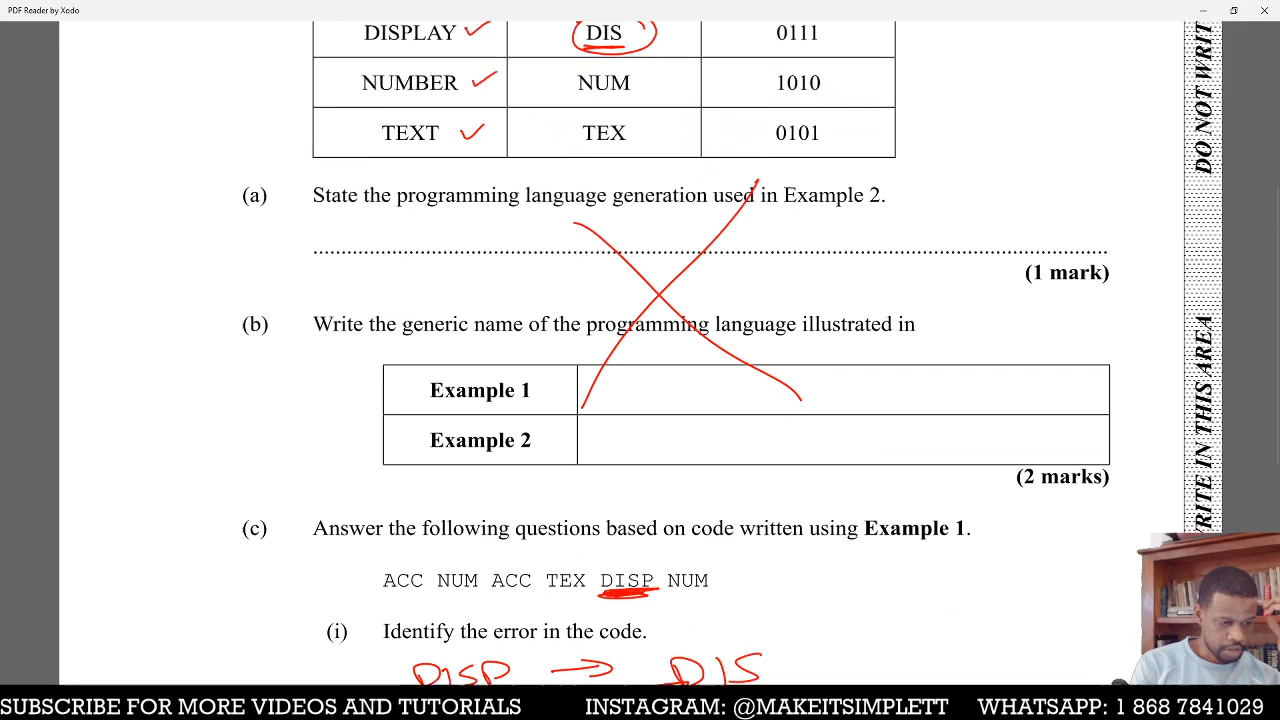 PDF Reader by Xodo
DISPLAY DIS 0111
NUMBER NUM 1010
TEXT TEX 0101
DO NOT WRIT
(a) State the programming language generation used in Example 2.
(1 mark)
(b) Write the generic name of the programming language illustrated in
Example 1
Example 2
(2 marks)
RITE IN THIS AREA
(c) Answer the following questions based on code written using Example 1.
ACC NUM ACC TEX DISP NUM
(i) Identify the error in the code.
DISP → DIS
SUBSCRIBE FOR MORE VIDEOS AND TUTORIALS INSTAGRAM: @MAKEITSIMPLETT WHATSAPP: 1 868 7841029